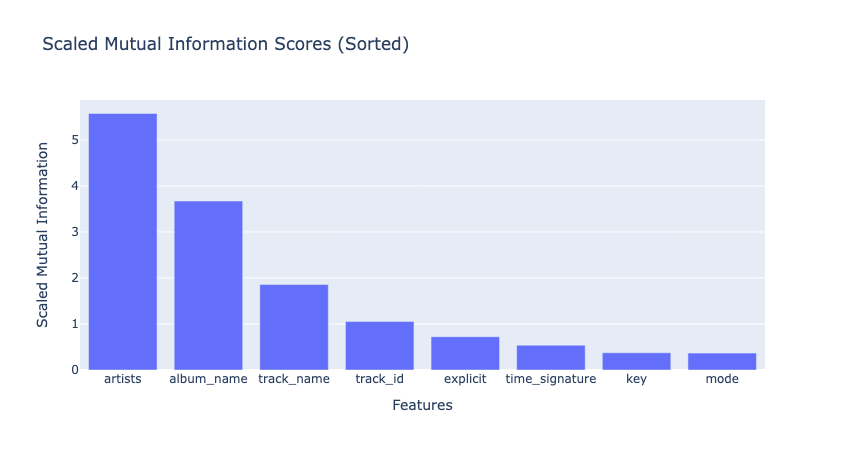 Scaled Mutual Information Scores (Sorted)
Scaled Mutual Information
5
4
3
2
1
0
artists album_name track_name track_id explicit time_signature key mode
Features